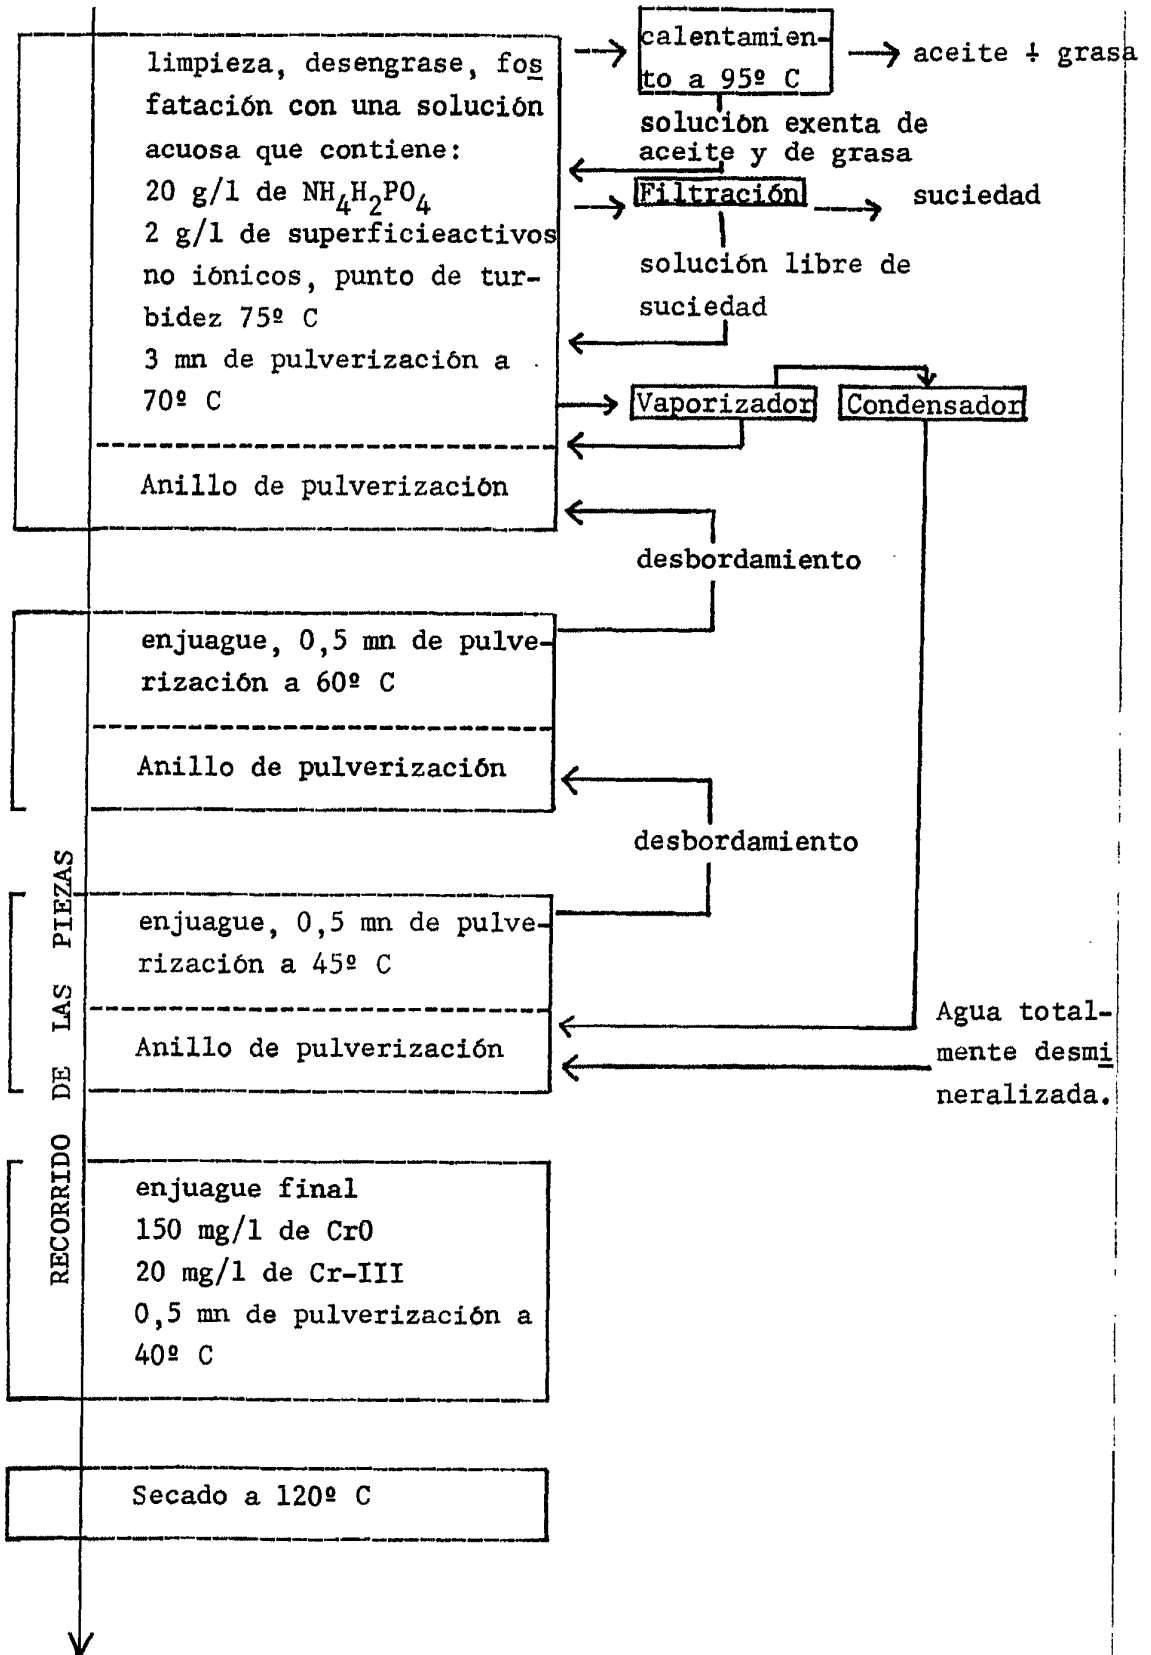 limpieza, desengrase, fos
fatación con una solución
acuosa que contiene:
20 g/l de NH4H2PO4
2 g/l de superficieactivos
no iónicos, punto de tur-
bidez 75º C
3 mn de pulverización a
70º C
Anillo de pulverización
calentamien-
to a 95º C
aceite + grasa
solución exenta de
aceite y de grasa
Filtración
suciedad
solución libre de
suciedad
Vaporizador
Condensador
desbordamiento
enjuague, 0,5 mn de pulve-
rización a 60º C
Anillo de pulverización
desbordamiento
enjuague, 0,5 mn de pulve-
rización a 45º C
Anillo de pulverización
Agua total-
mente desmi
neralizada.
RECORRIDO DE LAS PIEZAS
enjuague final
150 mg/l de CrO
20 mg/l de Cr-III
0,5 mn de pulverización a
40º C
Secado a 120º C